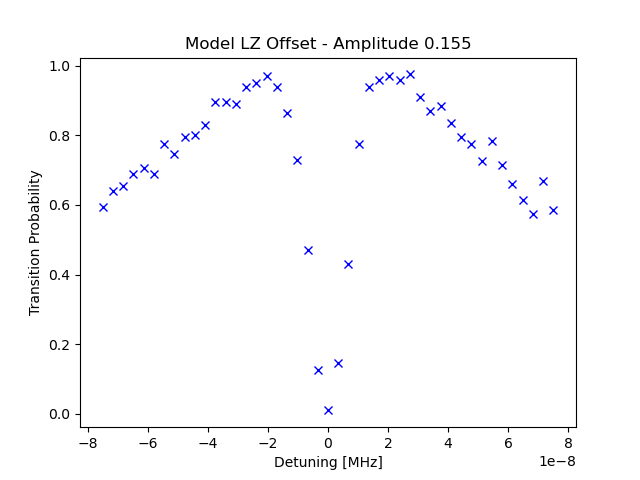 Model LZ Offset - Amplitude 0.155
Transition Probability
1.0
0.8
0.6
0.4
0.2
0.0
−8 −6 −4 −2 0 2 4 6 8
Detuning [MHz]
1e−8